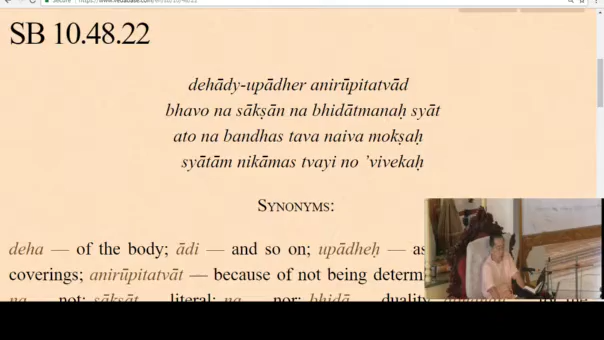 Secure
SB 10.48.22
dehādy-upādher anirūpitatvād
bhavo na sākṣān na bhidātmanaḥ syāt
ato na bandhas tava naiva mokṣaḥ
syātām nikāmas tvayi no ’vivekaḥ
Synonyms:
deha — of the body; ādi — and so on; upādheḥ — as
coverings; anirūpitatvāt — because of not being determ